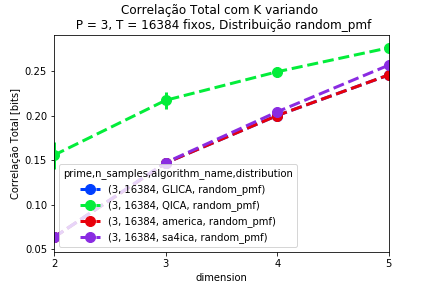 Correlação Total com K variando
P = 3, T = 16384 fixos, Distribuição random_pmf
Correlação Total [bits]
0.25
0.20
0.15
0.10
0.05
prime,n_samples,algorithm_name,distribution
(3, 16384, GLICA, random_pmf)
(3, 16384, QICA, random_pmf)
(3, 16384, america, random_pmf)
(3, 16384, sa4ica, random_pmf)
2 3 4 5
dimension